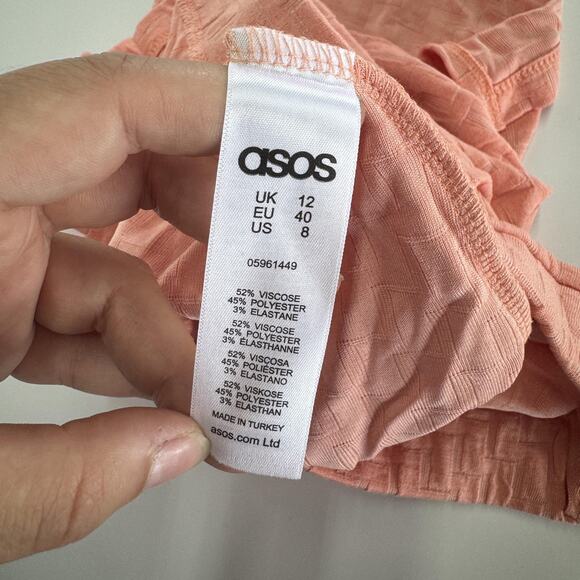 asos
UK 12
EU 40
US 8
05961449
52% VISCOSE
45% POLYESTER
3% ELASTANE
52% VISCOSE
45% POLYESTER
3% ÉLASTHANNE
52% VISCOSA
45% POLIÉSTER
3% ELASTANO
52% VISKOSE
45% POLYESTER
3% ELASTHAN
MADE IN TURKEY
asos.com Ltd